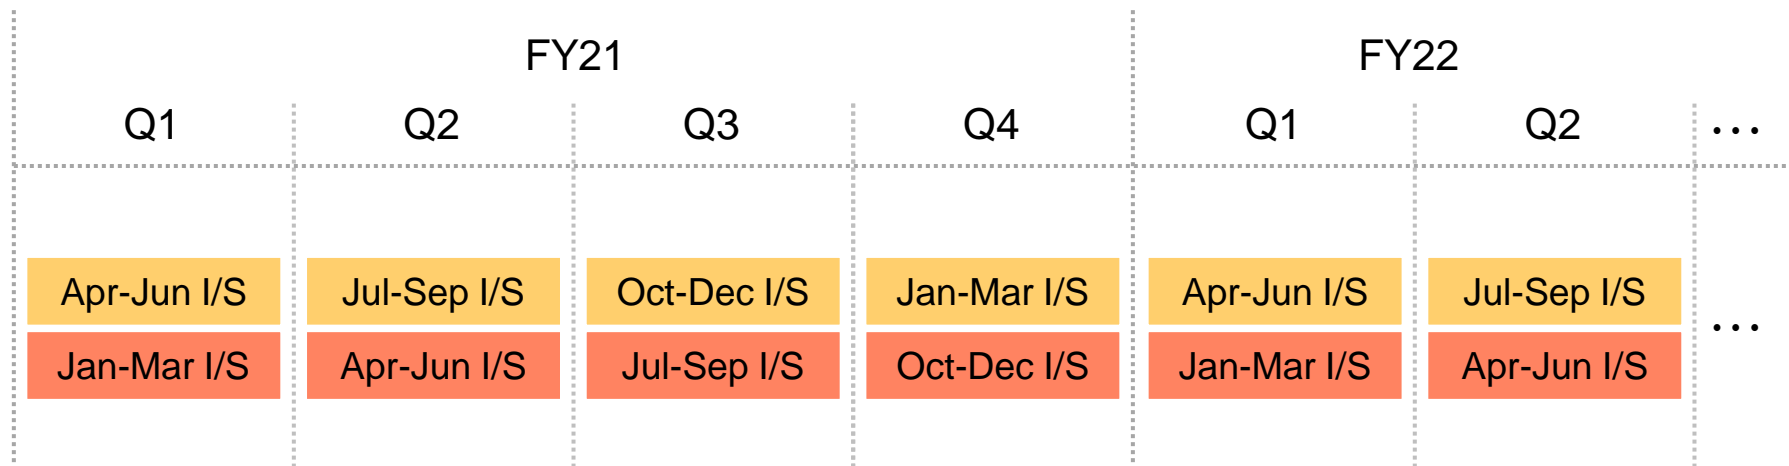 FY21 FY22
Q1 Q2 Q3 Q4 Q1 Q2 ...
Apr-Jun I/S Jul-Sep I/S Oct-Dec I/S Jan-Mar I/S Apr-Jun I/S Jul-Sep I/S
...
Jan-Mar I/S Apr-Jun I/S Jul-Sep I/S Oct-Dec I/S Jan-Mar I/S Apr-Jun I/S